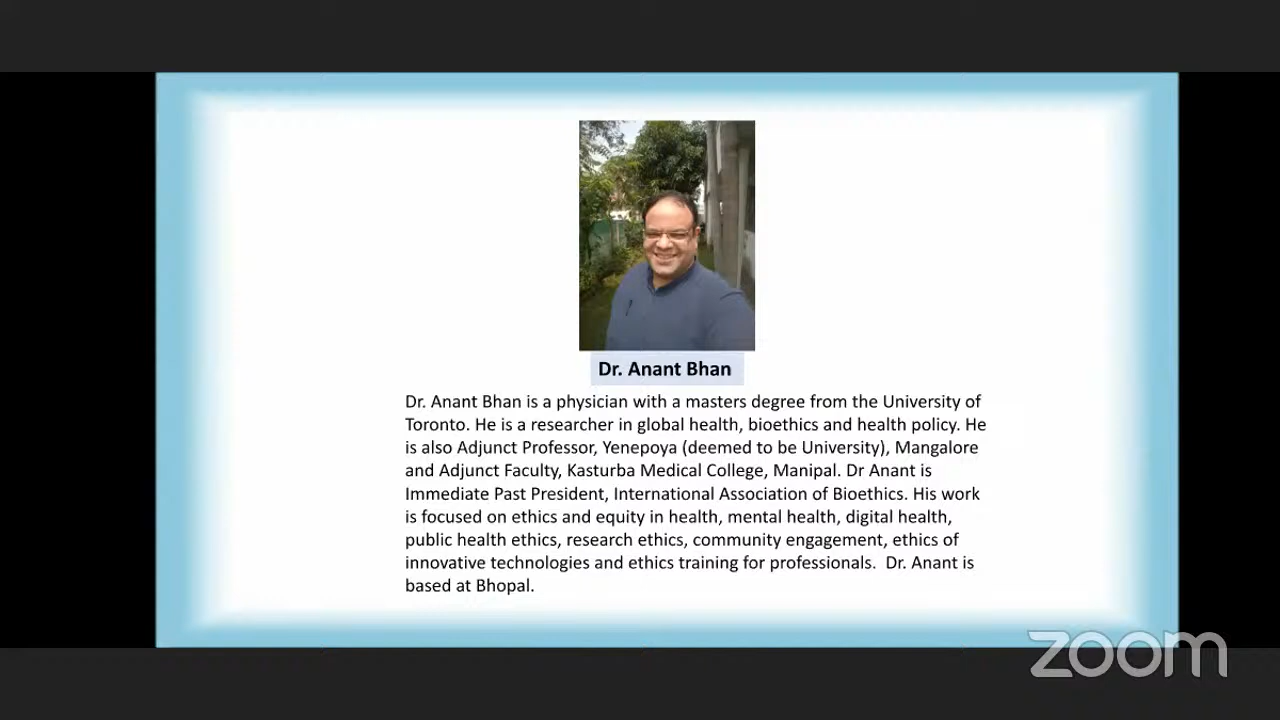 Dr. Anant Bhan
Dr. Anant Bhan is a physician with a masters degree from the University of
Toronto. He is a researcher in global health, bioethics and health policy. He
is also Adjunct Professor, Yenepoya (deemed to be University), Mangalore
and Adjunct Faculty, Kasturba Medical College, Manipal. Dr Anant is
Immediate Past President, International Association of Bioethics. His work
is focused on ethics and equity in health, mental health, digital health,
public health ethics, research ethics, community engagement, ethics of
innovative technologies and ethics training for professionals.  Dr. Anant is
based at Bhopal.
zoom